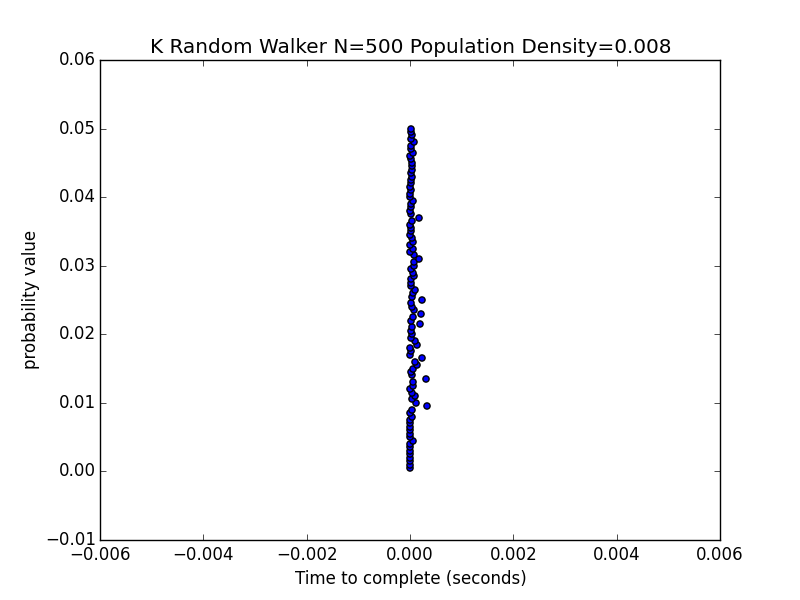 K Random Walker N=500 Population Density=0.008
0.06
0.05
0.04
0.03
0.02
0.01
0.00
−0.01
probability value
−0.006 −0.004 −0.002 0.000 0.002 0.004 0.006
Time to complete (seconds)